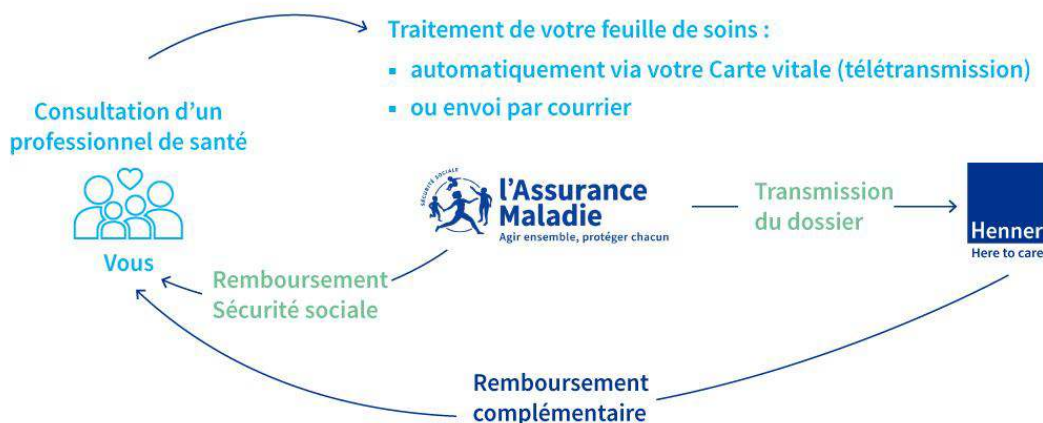 Traitement de votre feuille de soins :
▪ automatiquement via votre Carte vitale (télétransmission)
▪ ou envoi par courrier
Consultation d’un
professionnel de santé
Vous
SÉCURITÉ SOCIALE
l’Assurance
Maladie
Agir ensemble, protéger chacun
Transmission
du dossier
Henner
Here to care
Remboursement
Sécurité sociale
Remboursement
complémentaire